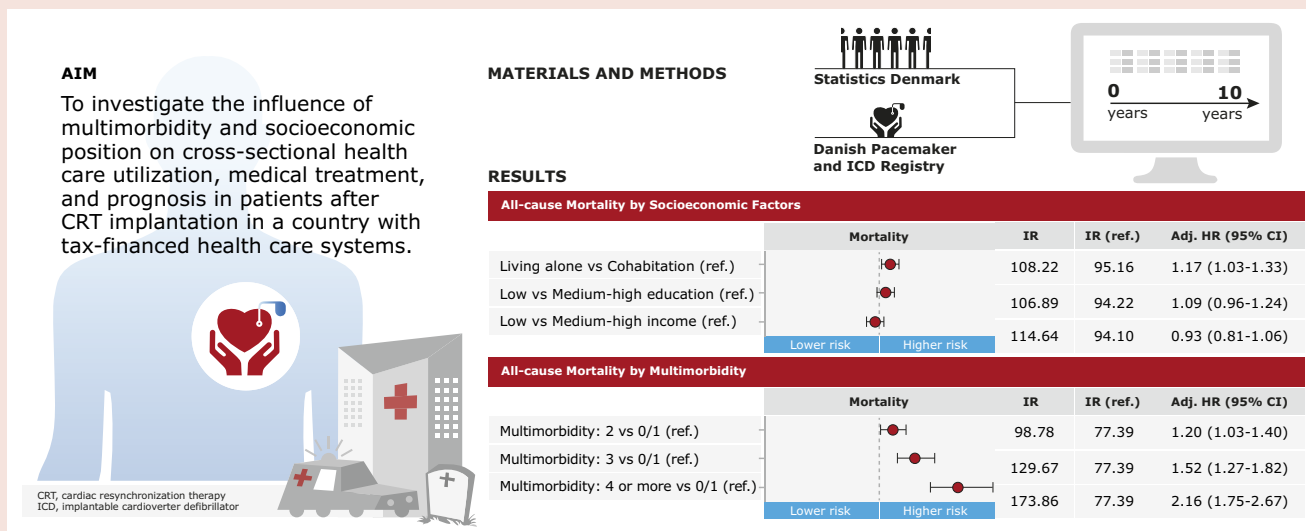 AIM
To investigate the influence of
multimorbidity and socioeconomic
position on cross-sectional health
care utilization, medical treatment,
and prognosis in patients after
CRT implantation in a country with
tax-financed health care systems.
CRT, cardiac resynchronization therapy
ICD, implantable cardioverter defibrillator
MATERIALS AND METHODS
Statistics Denmark
Danish Pacemaker
and ICD Registry
0 10
years years
RESULTS
All-cause Mortality by Socioeconomic Factors
Mortality IR IR (ref.) Adj. HR (95% CI)
Living alone vs Cohabitation (ref.) 108.22 95.16 1.17 (1.03-1.33)
Low vs Medium-high education (ref.) 106.89 94.22 1.09 (0.96-1.24)
Low vs Medium-high income (ref.) 114.64 94.10 0.93 (0.81-1.06)
Lower risk Higher risk
All-cause Mortality by Multimorbidity
Mortality IR IR (ref.) Adj. HR (95% CI)
Multimorbidity: 2 vs 0/1 (ref.) 98.78 77.39 1.20 (1.03-1.40)
Multimorbidity: 3 vs 0/1 (ref.) 129.67 77.39 1.52 (1.27-1.82)
Multimorbidity: 4 or more vs 0/1 (ref.) 173.86 77.39 2.16 (1.75-2.67)
Lower risk Higher risk